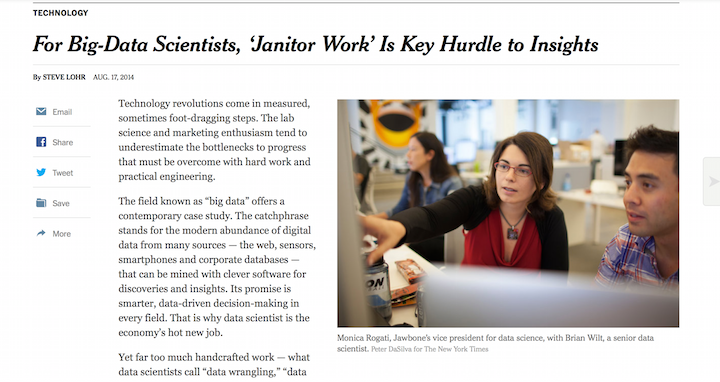 TECHNOLOGY
For Big-Data Scientists, ‘Janitor Work’ Is Key Hurdle to Insights
By STEVE LOHR AUG. 17, 2014
Email
Share
Tweet
Save
More
Technology revolutions come in measured,
sometimes foot-dragging steps. The lab
science and marketing enthusiasm tend to
underestimate the bottlenecks to progress
that must be overcome with hard work and
practical engineering.
The field known as “big data” offers a
contemporary case study. The catchphrase
stands for the modern abundance of digital
data from many sources — the web, sensors,
smartphones and corporate databases —
that can be mined with clever software for
discoveries and insights. Its promise is
smarter, data-driven decision-making in
every field. That is why data scientist is the
economy’s hot new job.
Yet far too much handcrafted work — what
data scientists call “data wrangling,” “data
ON
Monica Rogati, Jawbone’s vice president for data science, with Brian Wilt, a senior data
scientist. Peter DaSilva for The New York Times